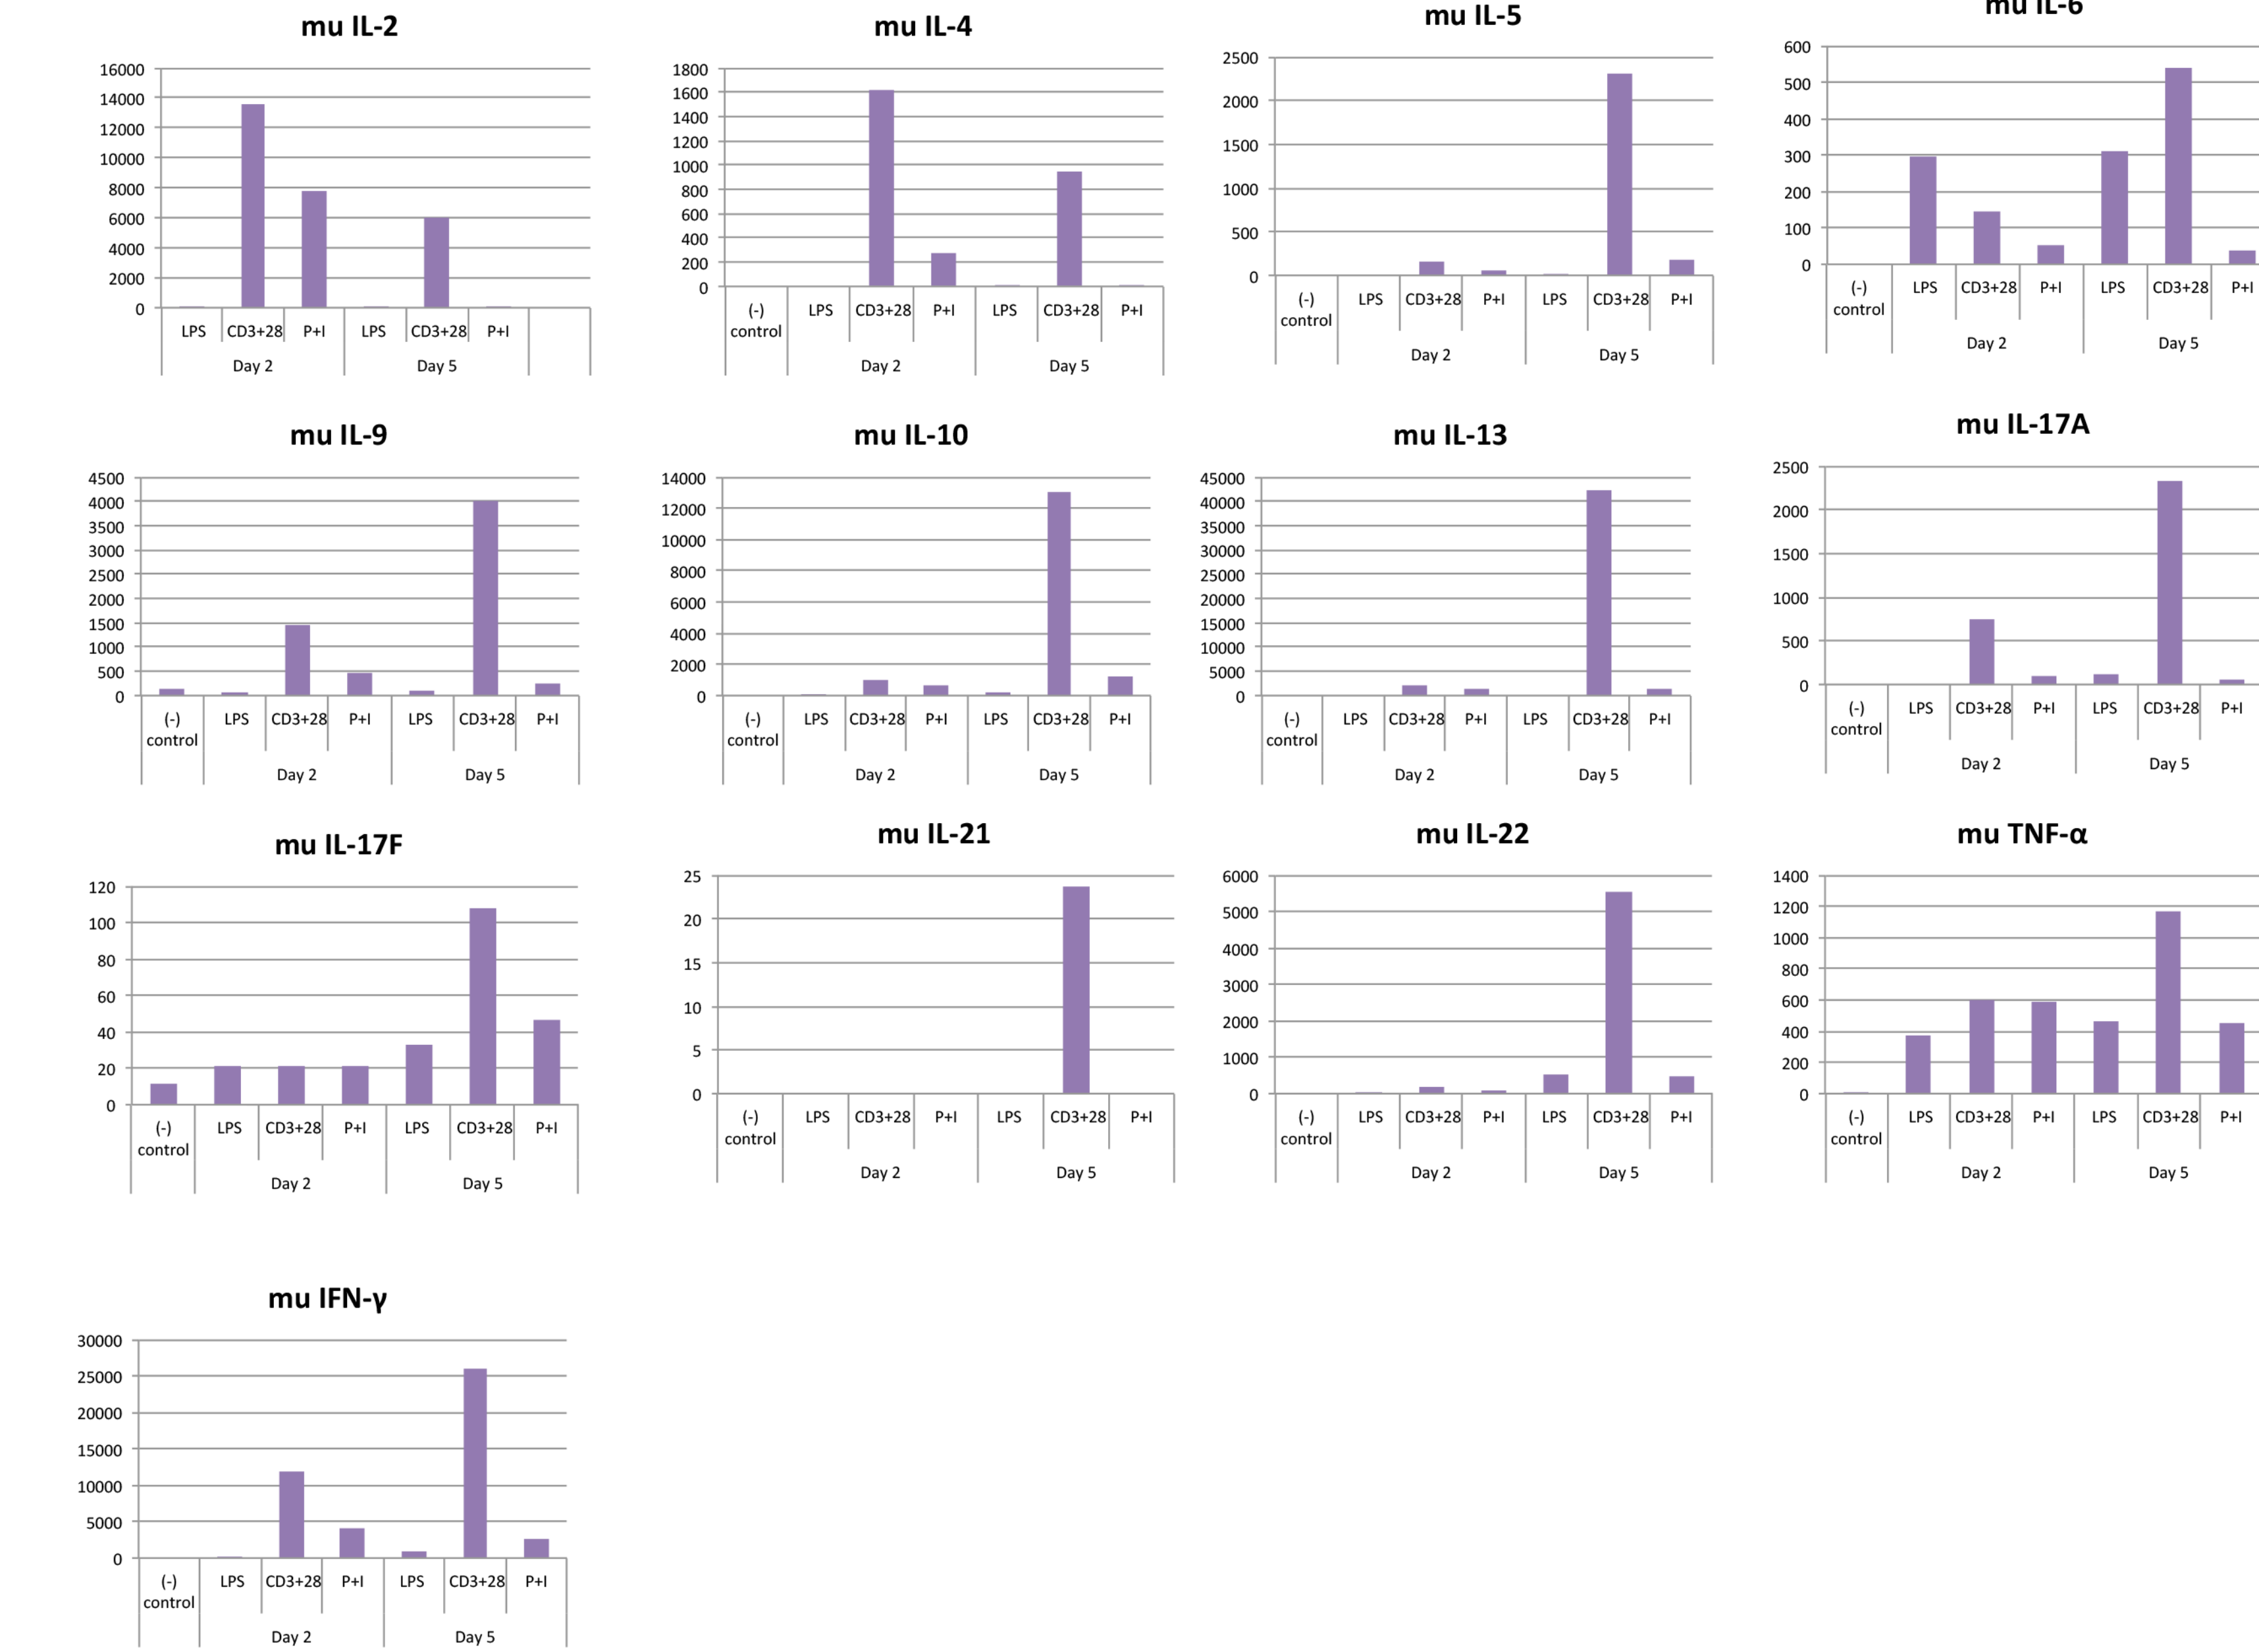 mu IL-2
16000
14000
12000
10000
8000
6000
4000
2000
0
LPS CD3+28 P+I LPS CD3+28 P+I
Day 2 Day 5
mu IL-4
1800
1600
1400
1200
1000
800
600
400
200
0
(-) LPS CD3+28 P+I LPS CD3+28 P+I
control
Day 2 Day 5
mu IL-5
2500
2000
1500
1000
500
0
(-) LPS CD3+28 P+I LPS CD3+28 P+I
control
Day 2 Day 5
mu IL-6
600
500
400
300
200
100
0
(-) LPS CD3+28 P+I LPS CD3+28 P+I
control
Day 2 Day 5
mu IL-9
4500
4000
3500
3000
2500
2000
1500
1000
500
0
(-) LPS CD3+28 P+I LPS CD3+28 P+I
control
Day 2 Day 5
mu IL-10
14000
12000
10000
8000
6000
4000
2000
0
(-) LPS CD3+28 P+I LPS CD3+28 P+I
control
Day 2 Day 5
mu IL-13
45000
40000
35000
30000
25000
20000
15000
10000
5000
0
(-) LPS CD3+28 P+I LPS CD3+28 P+I
control
Day 2 Day 5
mu IL-17A
2500
2000
1500
1000
500
0
(-) LPS CD3+28 P+I LPS CD3+28 P+I
control
Day 2 Day 5
mu IL-17F
120
100
80
60
40
20
0
(-) LPS CD3+28 P+I LPS CD3+28 P+I
control
Day 2 Day 5
mu IL-21
25
20
15
10
5
0
(-) LPS CD3+28 P+I LPS CD3+28 P+I
control
Day 2 Day 5
mu IL-22
6000
5000
4000
3000
2000
1000
0
(-) LPS CD3+28 P+I LPS CD3+28 P+I
control
Day 2 Day 5
mu TNF-α
1400
1200
1000
800
600
400
200
0
(-) LPS CD3+28 P+I LPS CD3+28 P+I
control
Day 2 Day 5
mu IFN-γ
30000
25000
20000
15000
10000
5000
0
(-) LPS CD3+28 P+I LPS CD3+28 P+I
control
Day 2 Day 5